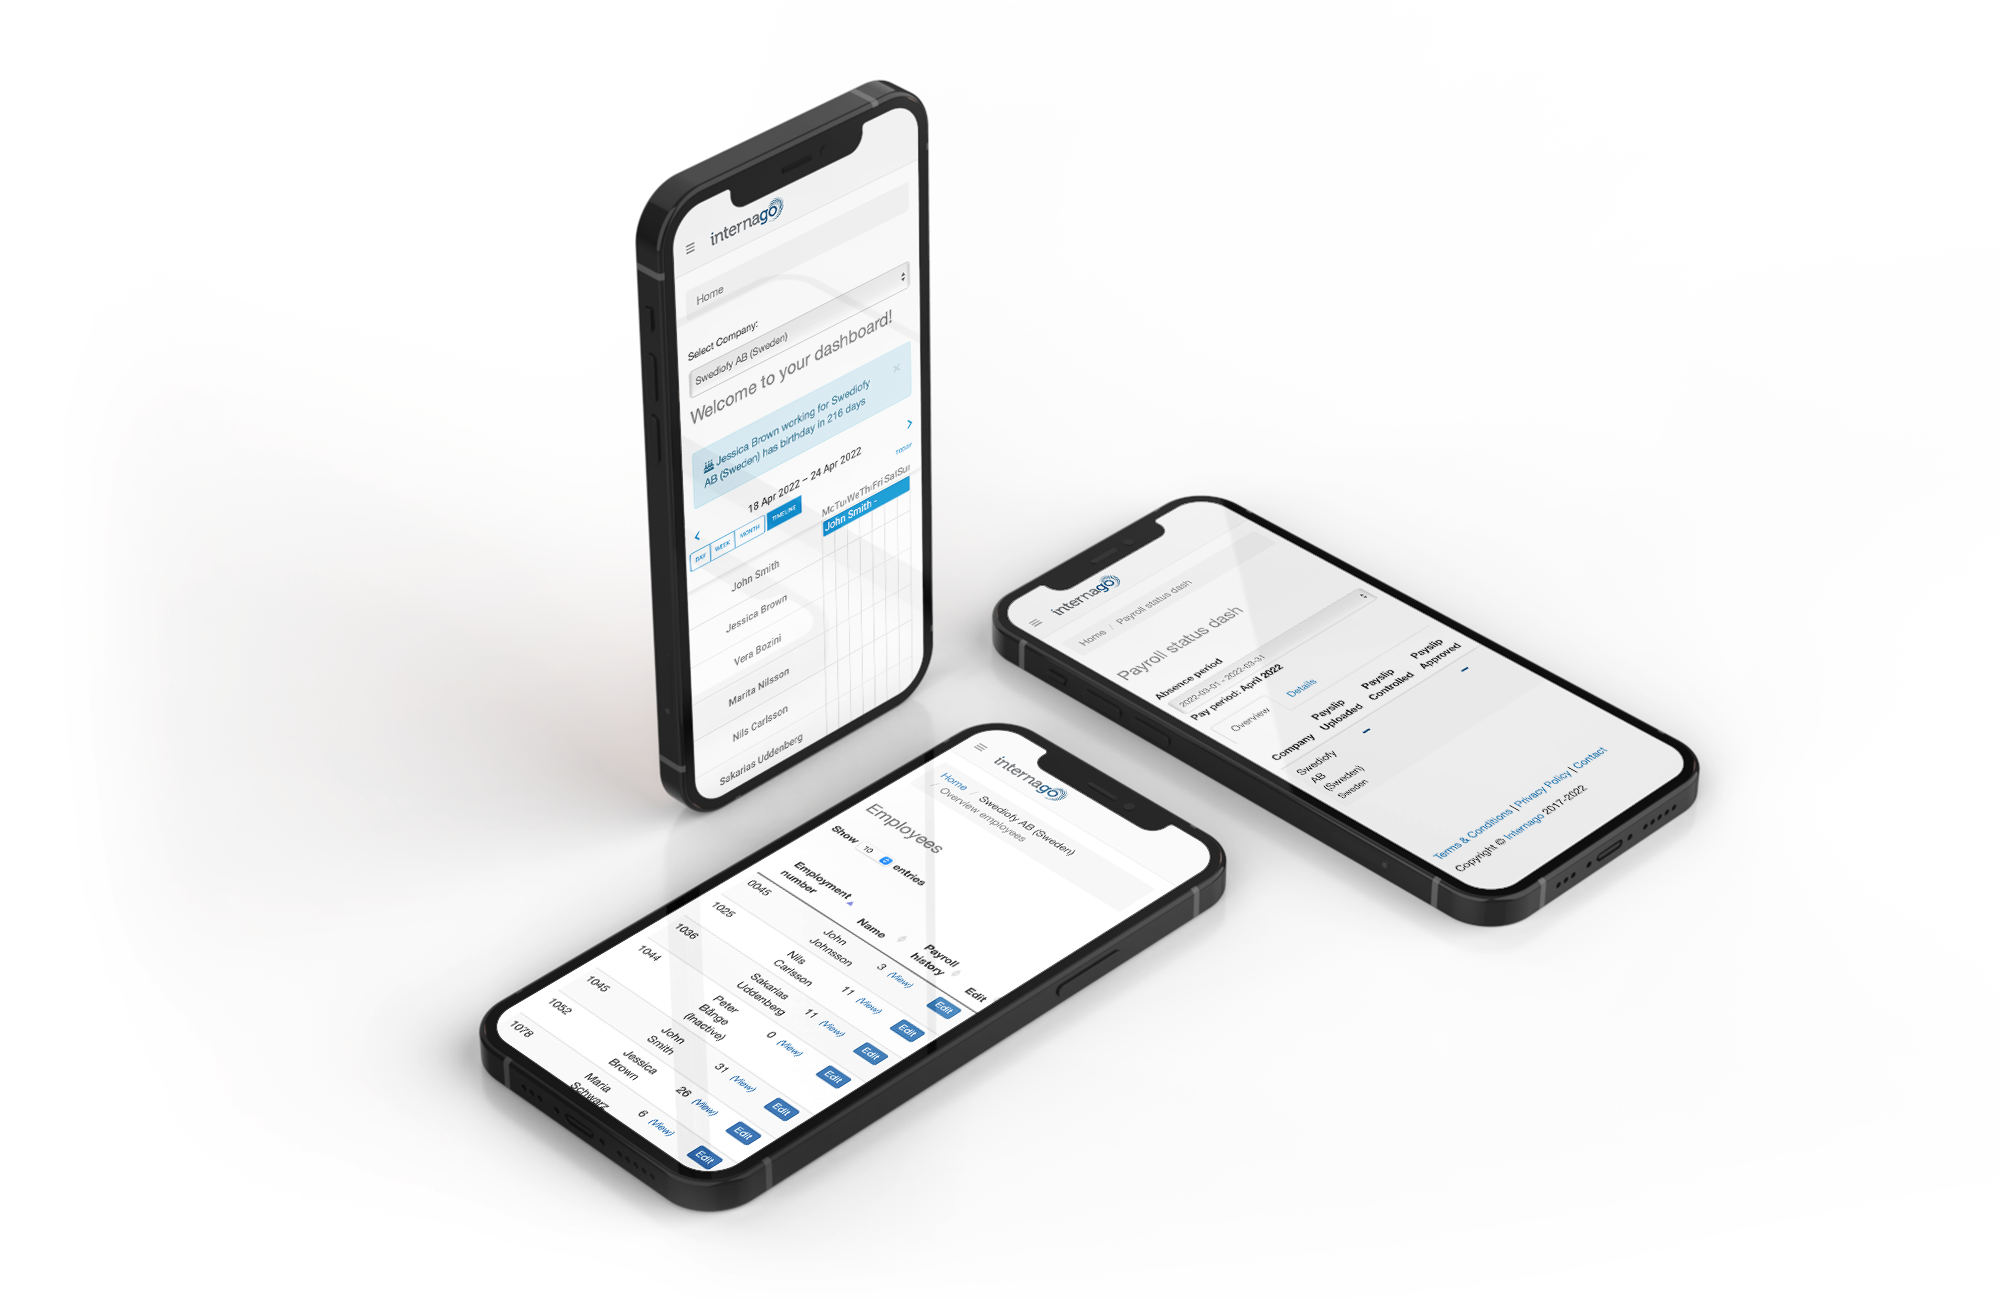 internago
Home
Select Company:
Swediofy AB (Sweden)
Welcome to your dashboard!
Jessica Brown working for Swediofy
AB (Sweden) has birthday in 216 days
18 Apr 2022 – 24 Apr 2022
TODAY
DAY WEEK MONTH TIMELINE
Mc Tu We Th Fri Sat Sur
John Smith -
John Smith
Jessica Brown
Vera Bozini
Marita Nilsson
Nils Carlsson
Sakarias Uddenberg
internago
Home / Payroll status dash
Payroll status dash
Absence period
2022-03-01 - 2022-03-31
Pay period: April 2022
Overview Details
Company Payslip Uploaded Payslip Controlled Payslip Approved
Swediofy
AB
(Sweden)
Sweden
Terms & Conditions | Privacy Policy | Contact
Copyright © Internago 2017-2022
internago
Home / Swediofy AB (Sweden)
/ Overview employees
Employees
Show 10 entries
Employment number Name Payroll history Edit
0045 John Johnsson 3 (View) Edit
1025 Nils Carlsson 11 (View) Edit
1036 Sakarias Uddenberg 11 (View) Edit
1044 Peter Bånge (Inactive) 0 (View) Edit
1045 John Smith 31 (View) Edit
1052 Jessica Brown 26 (View) Edit
1078 Maria Schwarz 6 (View) Edit